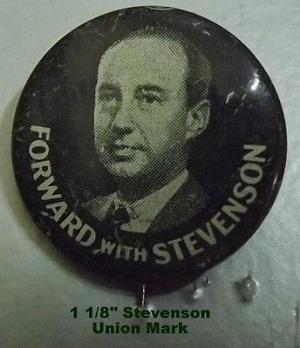 FORWARD WITH STEVENSON
1 1/8" Stevenson
Union Mark